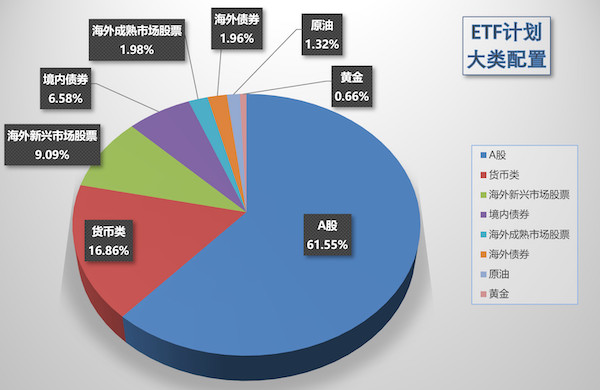 ETF计划
大类配置
海外成熟市场股票
1.98%
海外债券
1.96%
原油
1.32%
黄金
0.66%
境内债券
6.58%
海外新兴市场股票
9.09%
货币类
16.86%
A股
61.55%
A股
货币类
海外新兴市场股票
境内债券
海外成熟市场股票
海外债券
原油
黄金